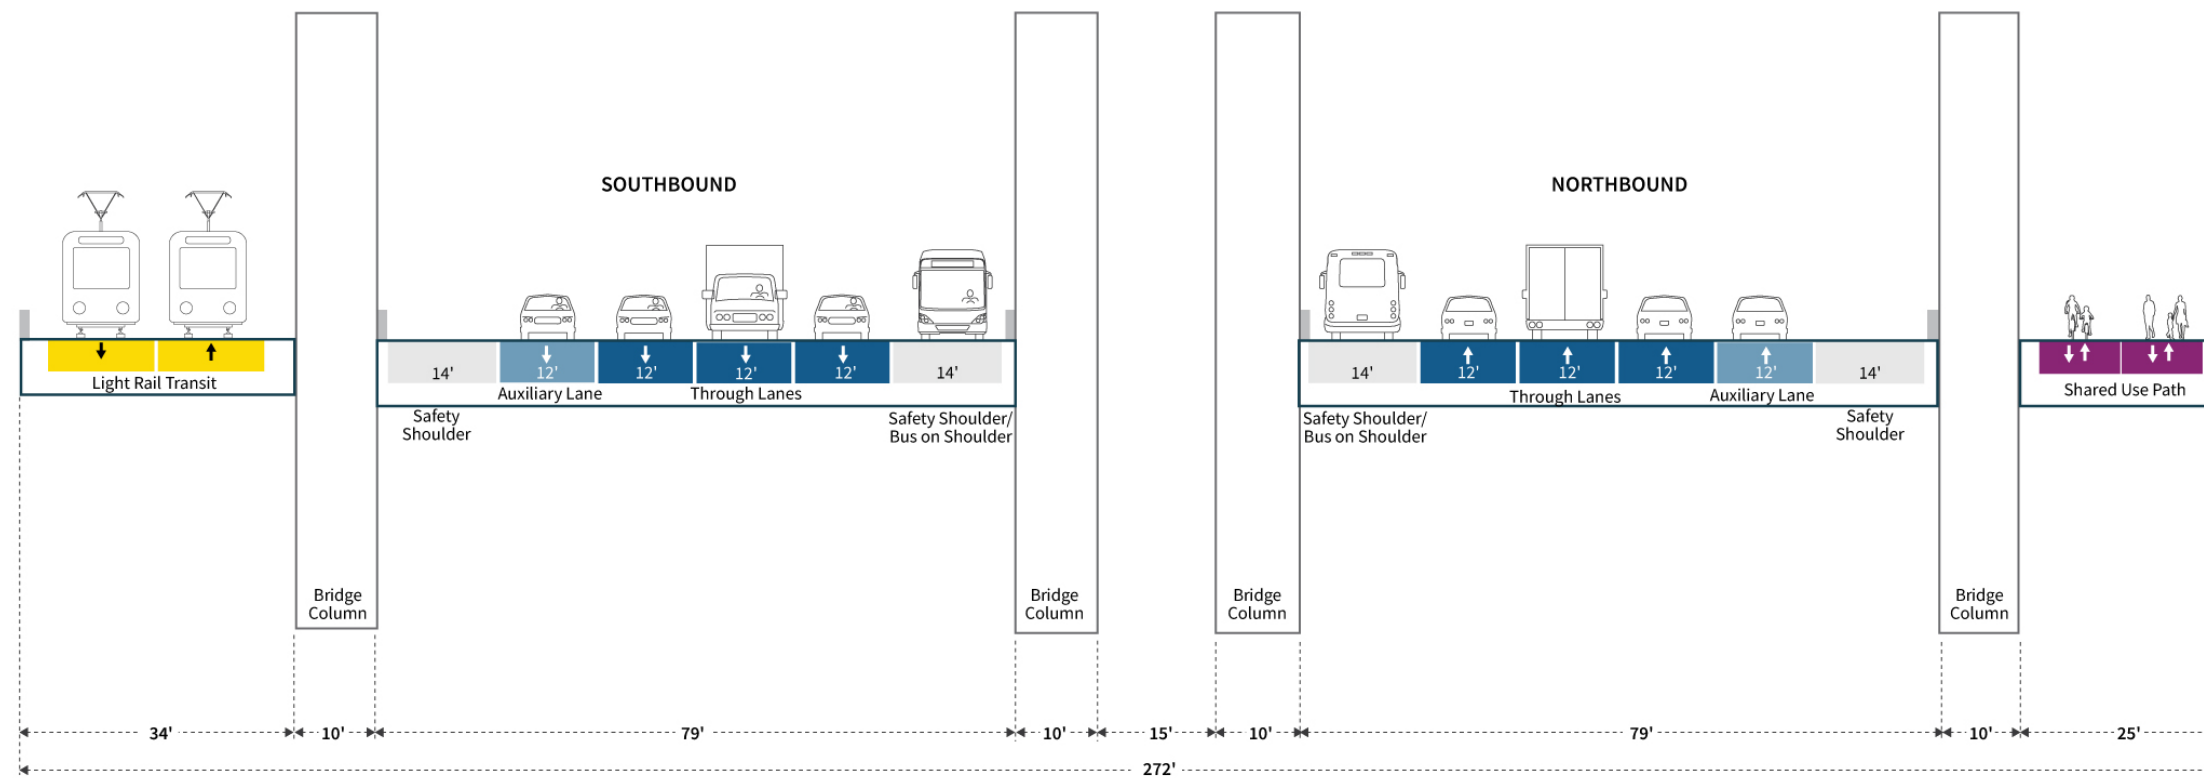 SOUTHBOUND
NORTHBOUND
14'
12'
12'
12'
12'
14'
14'
12'
12'
12'
12'
14'
Light Rail Transit
Auxiliary Lane
Through Lanes
Through Lanes
Auxiliary Lane
Shared Use Path
Safety
Shoulder
Safety Shoulder/
Bus on Shoulder
Safety Shoulder/
Bus on Shoulder
Safety
Shoulder
Bridge
Column
Bridge
Column
Bridge
Column
Bridge
Column
34'
10'
79'
10'
15'
10'
79'
10'
25'
272'